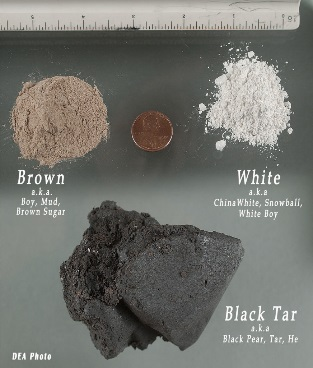 Brown
a.k.a.
Boy, Mud,
Brown Sugar
White
a.k.a
ChinaWhite, Snowball,
White Boy
Black Tar
a.k.a
Black Pear, Tar, He
DEA Photo